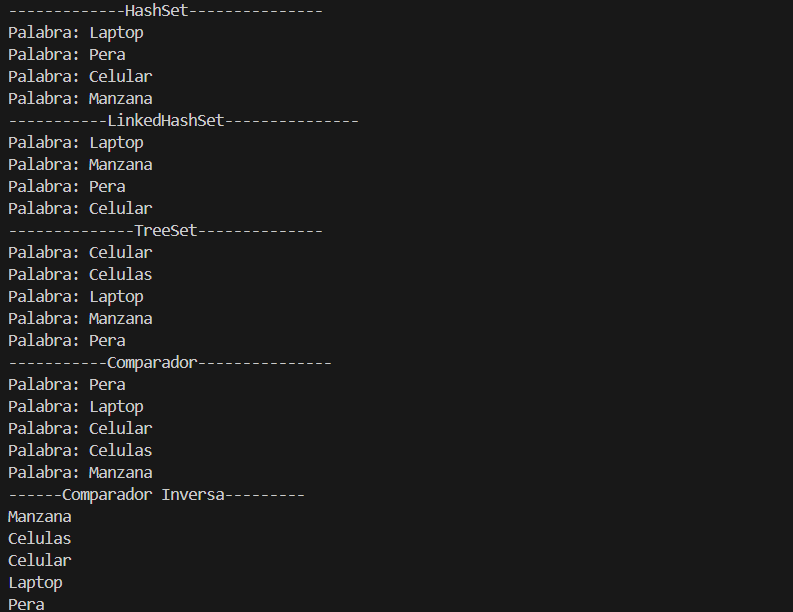 -------------HashSet---------------
Palabra: Laptop
Palabra: Pera
Palabra: Celular
Palabra: Manzana
-----------LinkedHashSet---------------
Palabra: Laptop
Palabra: Manzana
Palabra: Pera
Palabra: Celular
--------------TreeSet--------------
Palabra: Celular
Palabra: Celulas
Palabra: Laptop
Palabra: Manzana
Palabra: Pera
-----------Comparador---------------
Palabra: Pera
Palabra: Laptop
Palabra: Celular
Palabra: Celulas
Palabra: Manzana
------Comparador Inversa---------
Manzana
Celulas
Celular
Laptop
Pera